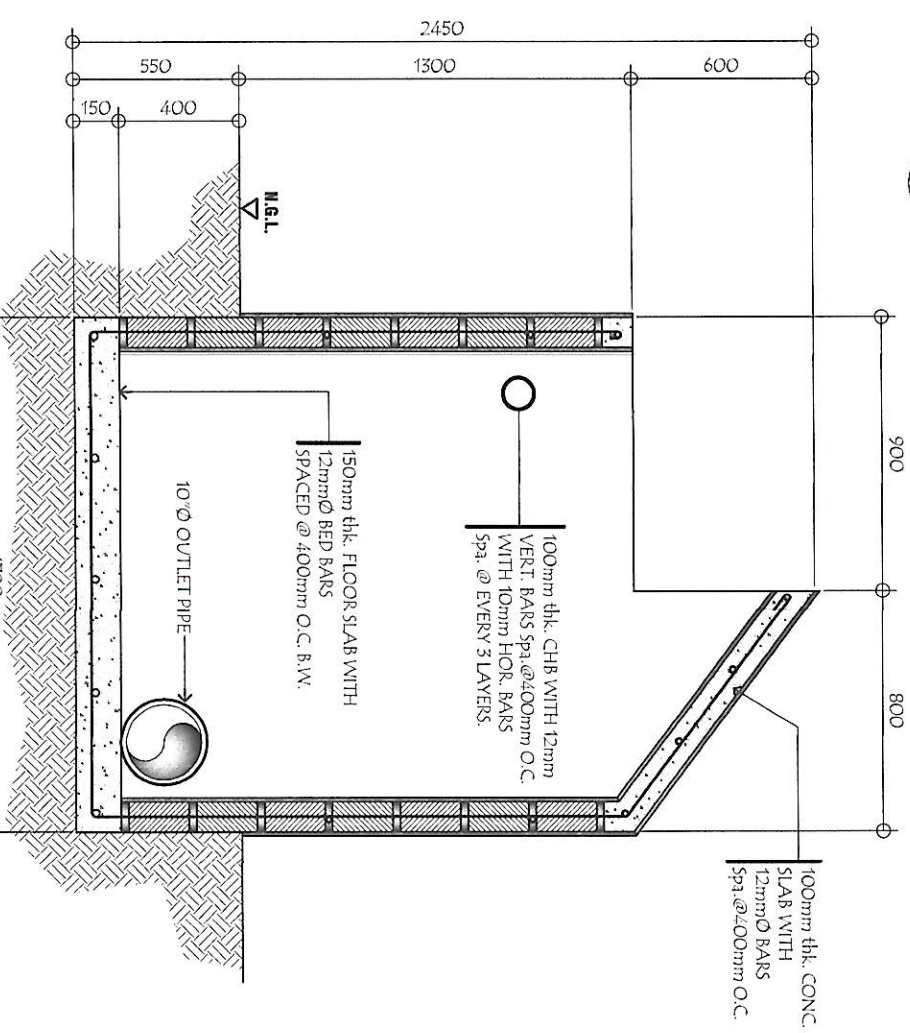 2450
550
1300
600
150
400
N.G.L.
900
800
100mm thk. CONC.
SLAB WITH
12mmØ BARS
Spa.@400mm O.C.
100mm thk. CHB WITH 12mm
VERT. BARS Spa.@400mm O.C.
WITH 10mm HOR. BARS
Spa. @ EVERY 3 LAYERS.
150mm thk. FLOOR SLAB WITH
12mmØ BED BARS
SPACED @ 400mm O.C. B.W.
10"Ø OUTLET PIPE